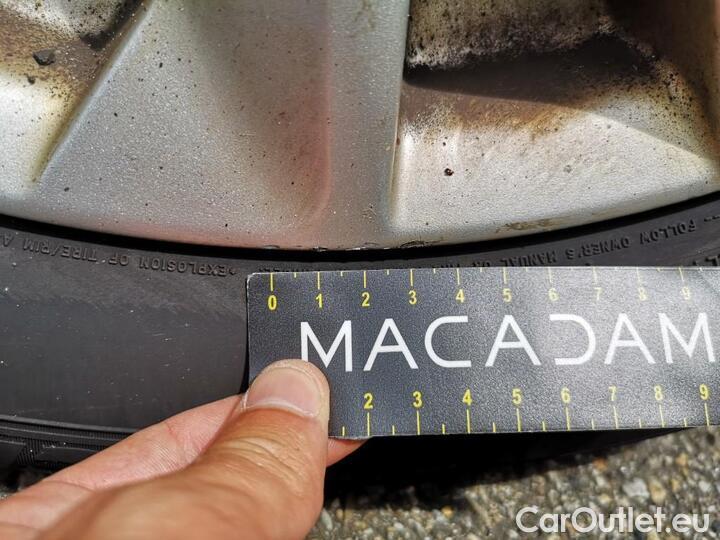 *EXPLOSION OF TIRE/RIM A
FOLLOW OWNER'S MANUAL OR
0 1 2 3 4 5 6 7 8 9
MACADAM
2 3 4 5 6 7 8 9
CarOutlet.eu